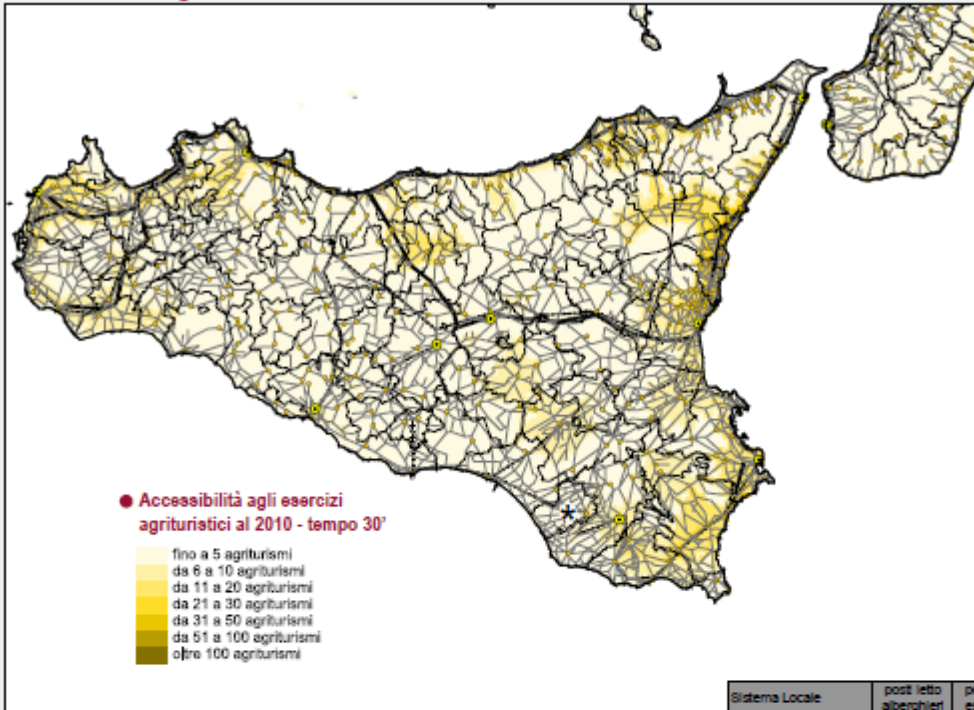 ● Accessibilità agli esercizi
agrituristici al 2010 - tempo 30'
fino a 5 agriturismi
da 6 a 10 agriturismi
da 11 a 20 agriturismi
da 21 a 30 agriturismi
da 31 a 50 agriturismi
da 51 a 100 agriturismi
oltre 100 agriturismi
Sistema Locale
posti letto
alberghieri